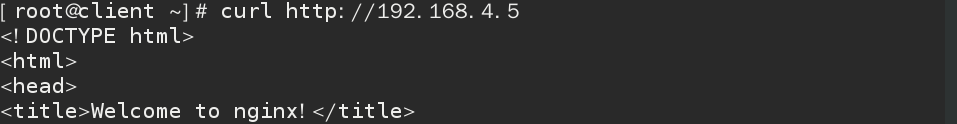 [root@client ~]# curl http://192.168.4.5
<!DOCTYPE html>
<html>
<head>
<title>Welcome to nginx!</title>